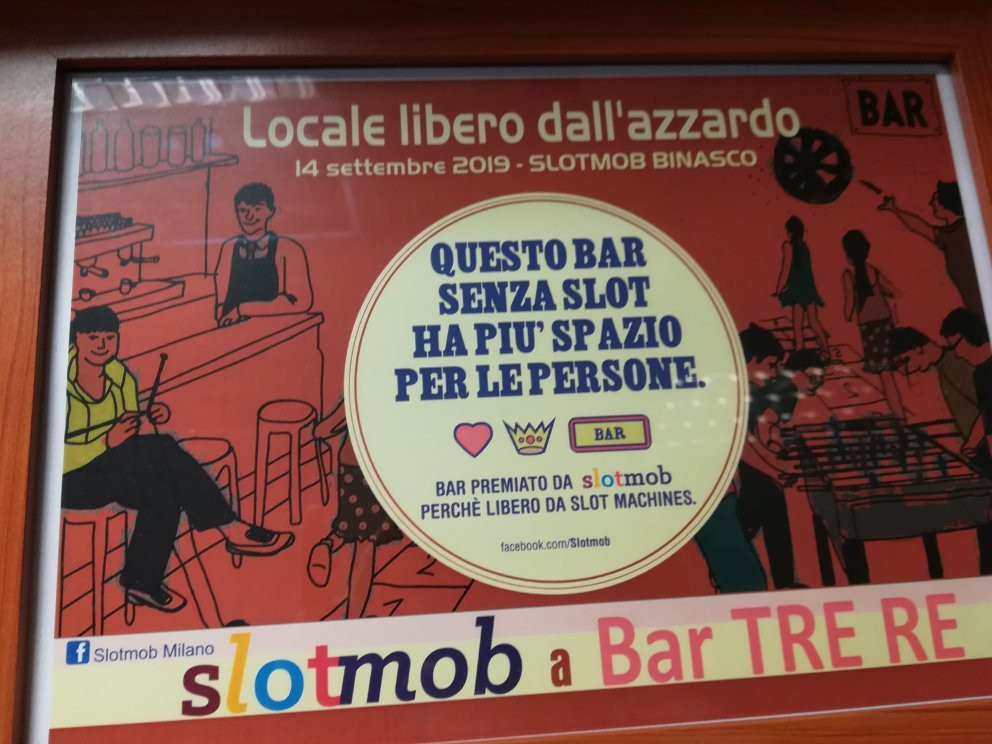 BAR
Locale libero dall'azzardo
14 settembre 2019 - SLOTMOB BINASCO
QUESTO BAR
SENZA SLOT
HA PIU' SPAZIO
PER LE PERSONE.
BAR
BAR PREMIATO DA slotmob
PERCHÈ LIBERO DA SLOT MACHINES.
facebook.com/Slotmob
2
2
f Slotmob Milano
slotmob a Bar TRE RE